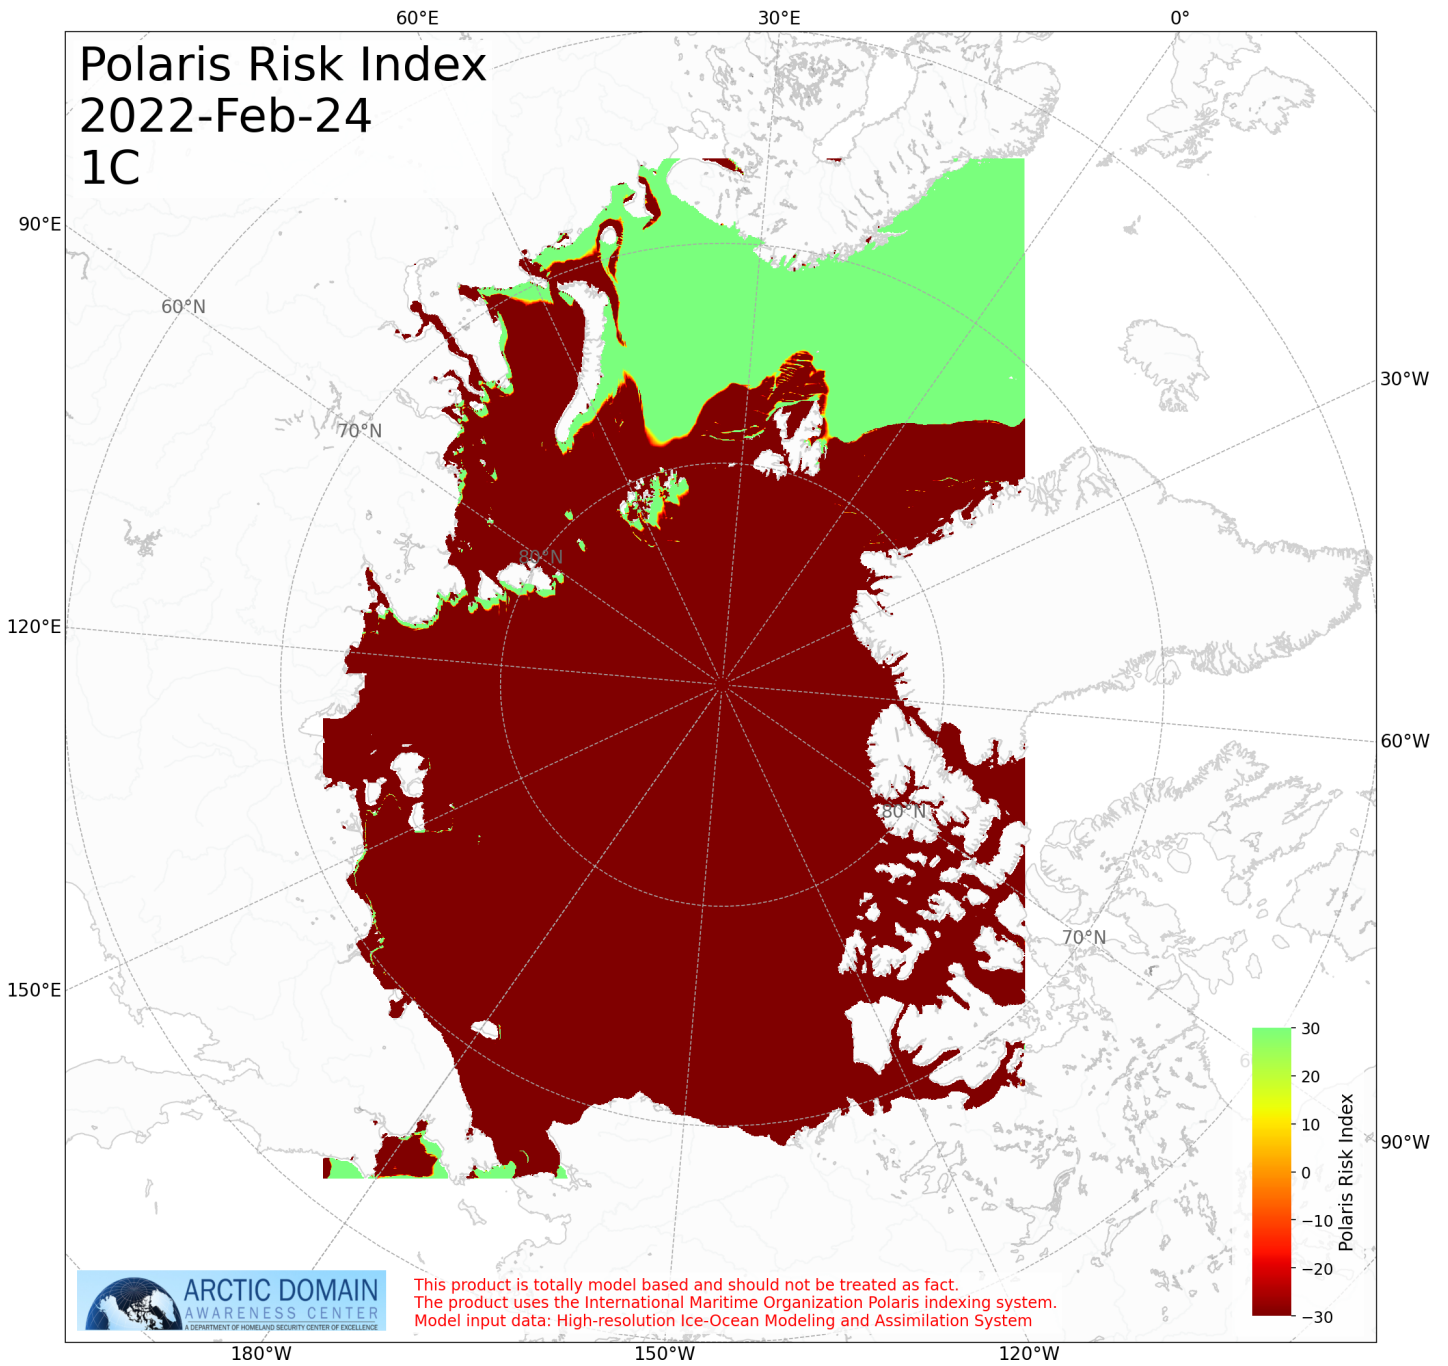 60°E 30°E 0°
Polaris Risk Index
2022-Feb-24
1C
90°E
60°N
30°W
70°N
80°N
120°E
60°W
80°N
70°N
150°E
30
20
10
0
−10
−20
−30
Polaris Risk Index
90°W
ARCTIC DOMAIN
AWARENESS CENTER
A DEPARTMENT OF HOMELAND SECURITY CENTER OF EXCELLENCE
This product is totally model based and should not be treated as fact.
The product uses the International Maritime Organization Polaris indexing system.
Model input data: High-resolution Ice-Ocean Modeling and Assimilation System
180°W 150°W 120°W